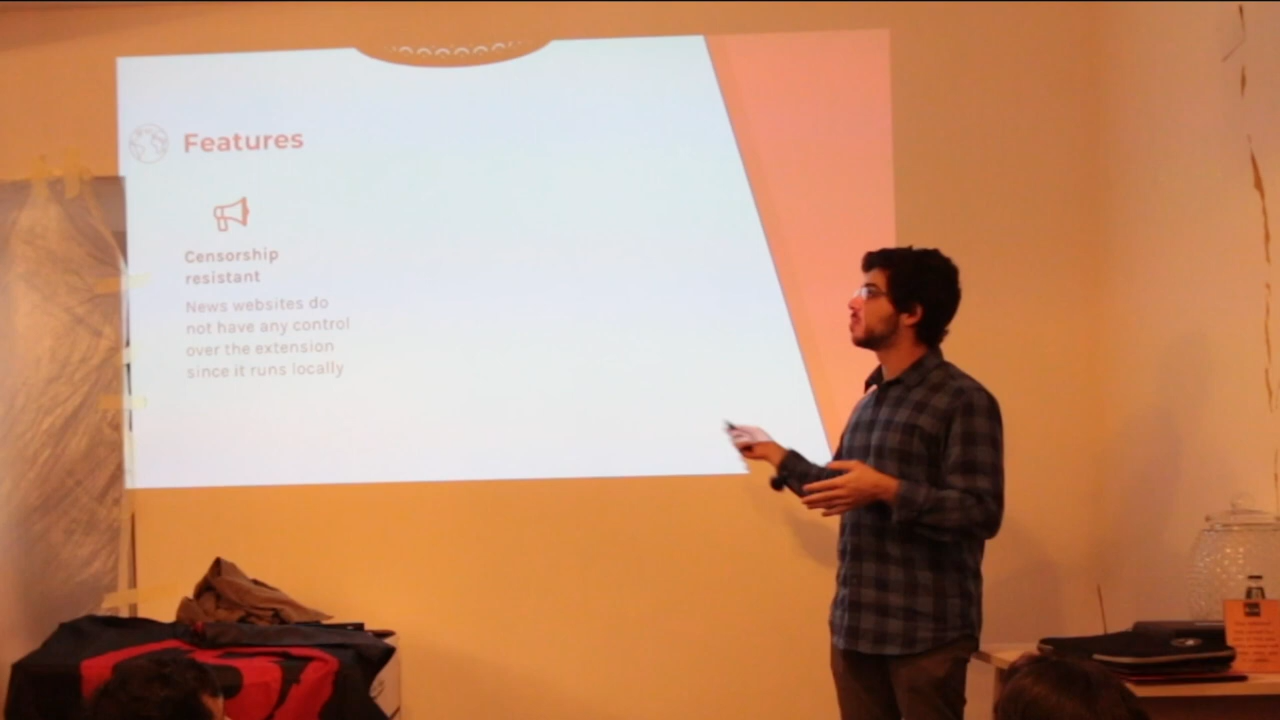 Features
Censorship
resistant
News websites do
not have any control
over the extension
since it runs locally